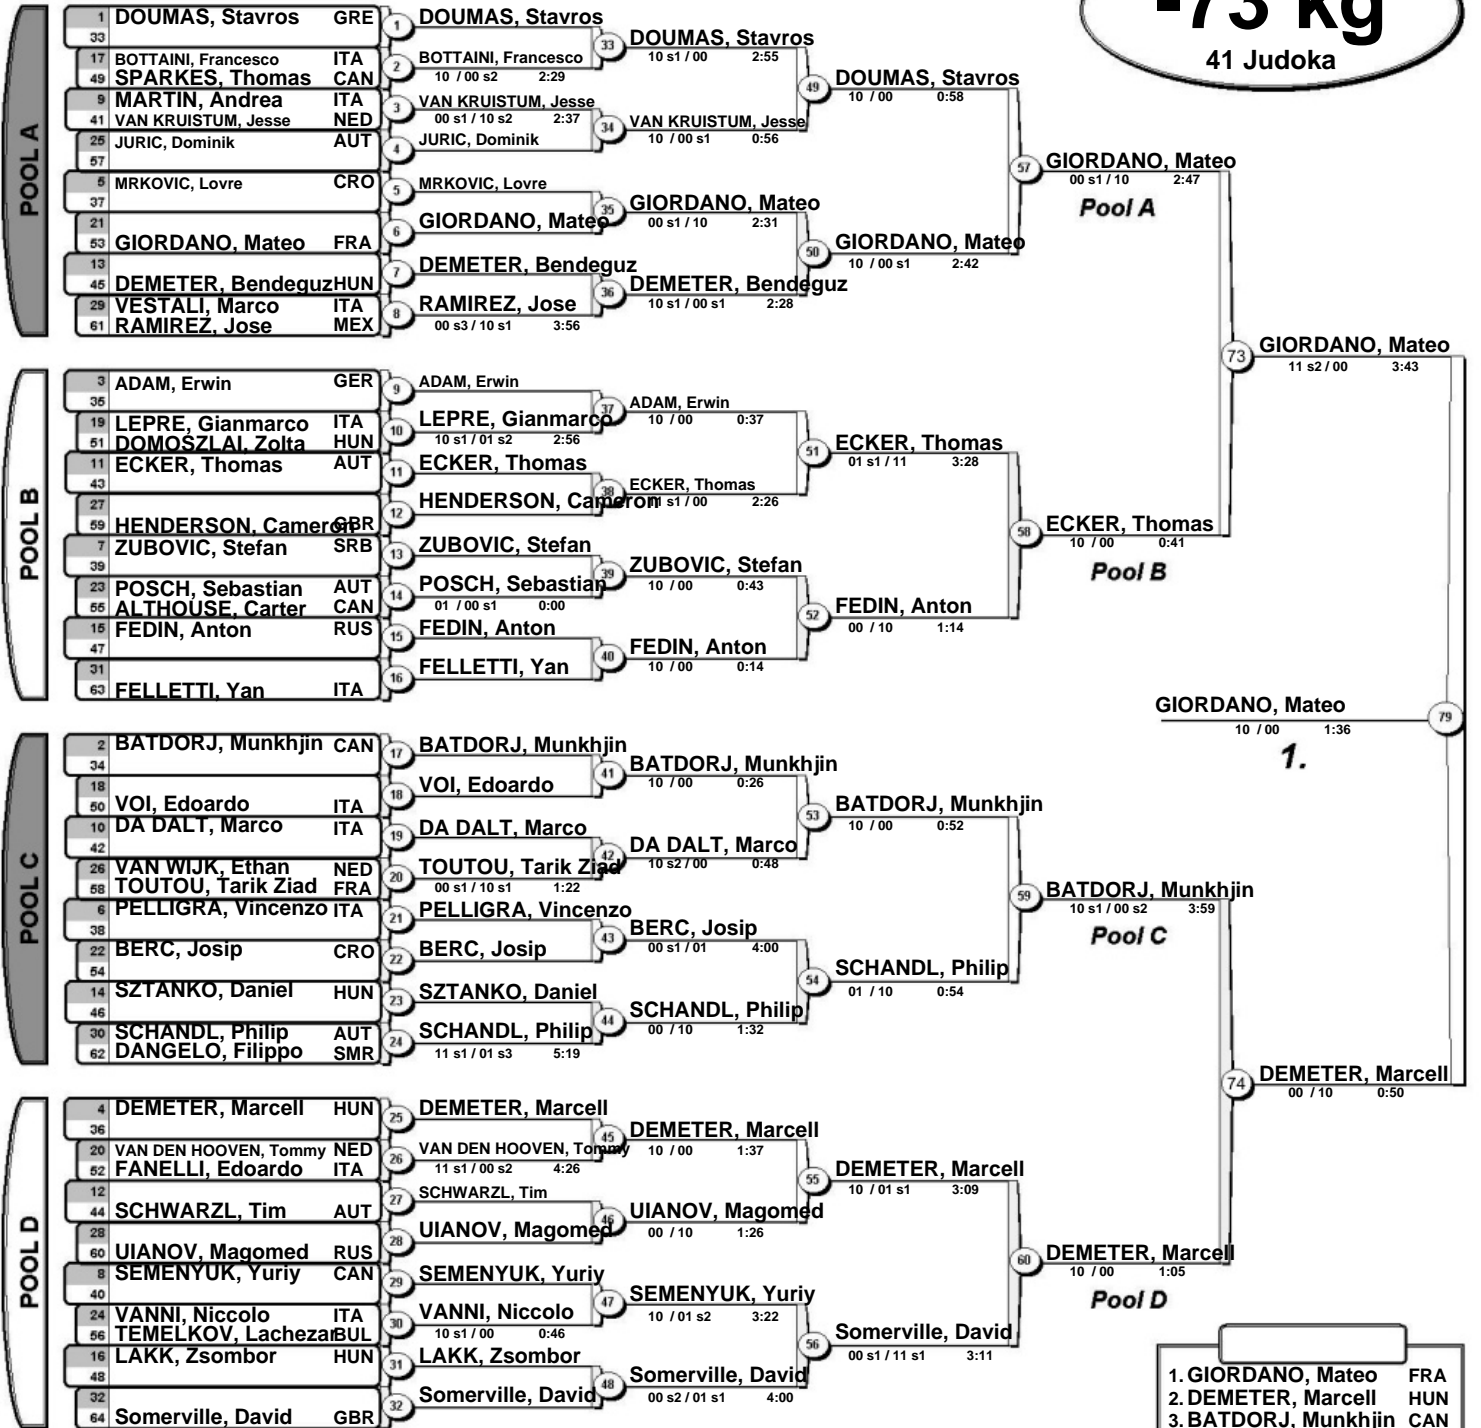 -73 kg
41 Judoka
POOL A
1 DOUMAS, Stavros GRE
33
17 BOTTAINI, Francesco ITA
49 SPARKES, Thomas CAN
9 MARTIN, Andrea ITA
41 VAN KRUISTUM, Jesse NED
25 JURIC, Dominik AUT
57
5 MRKOVIC, Lovre CRO
37
21
53 GIORDANO, Mateo FRA
13
45 DEMETER, Bendeguz HUN
29 VESTALI, Marco ITA
61 RAMIREZ, Jose MEX
1 DOUMAS, Stavros
2 BOTTAINI, Francesco
10 / 00 s2 2:29
3 VAN KRUISTUM, Jesse
00 s1 / 10 s2 2:37
4 JURIC, Dominik
5 MRKOVIC, Lovre
6 GIORDANO, Mateo
7 DEMETER, Bendeguz
8 RAMIREZ, Jose
00 s3 / 10 s1 3:56
33 DOUMAS, Stavros
10 s1 / 00 2:55
34 VAN KRUISTUM, Jesse
10 / 00 s1 0:56
35 GIORDANO, Mateo
00 s1 / 10 2:31
36 DEMETER, Bendeguz
10 s1 / 00 s1 2:28
49 DOUMAS, Stavros
10 / 00 0:58
50 GIORDANO, Mateo
10 / 00 s1 2:42
57 GIORDANO, Mateo
00 s1 / 10 2:47
Pool A
POOL B
3 ADAM, Erwin GER
35
19 LEPRE, Gianmarco ITA
51 DOMOSZLAI, Zolta HUN
11 ECKER, Thomas AUT
43
27
59 HENDERSON, Cameron GBR
7 ZUBOVIC, Stefan SRB
39
23 POSCH, Sebastian AUT
55 ALTHOUSE, Carter CAN
15 FEDIN, Anton RUS
47
31
63 FELLETTI, Yan ITA
9 ADAM, Erwin
10 LEPRE, Gianmarco
10 s1 / 01 s2 2:56
11 ECKER, Thomas
12 HENDERSON, Cameron
13 ZUBOVIC, Stefan
14 POSCH, Sebastian
01 / 00 s1 0:00
15 FEDIN, Anton
16 FELLETTI, Yan
37 ADAM, Erwin
10 / 00 0:37
38 ECKER, Thomas
s1 / 00 2:26
39 ZUBOVIC, Stefan
10 / 00 0:43
40 FEDIN, Anton
10 / 00 0:14
51 ECKER, Thomas
01 s1 / 11 3:28
52 FEDIN, Anton
00 / 10 1:14
58 ECKER, Thomas
10 / 00 0:41
Pool B
73 GIORDANO, Mateo
11 s2 / 00 3:43
GIORDANO, Mateo 79
10 / 00 1:36
1.
POOL C
2 BATDORJ, Munkhjin CAN
34
18
50 VOI, Edoardo ITA
10 DA DALT, Marco ITA
42
26 VAN WIJK, Ethan NED
58 TOUTOU, Tarik Ziad FRA
6 PELLIGRA, Vincenzo ITA
38
22 BERC, Josip CRO
54
14 SZTANKO, Daniel HUN
46
30 SCHANDL, Philip AUT
62 DANGELO, Filippo SMR
17 BATDORJ, Munkhjin
18 VOI, Edoardo
19 DA DALT, Marco
20 TOUTOU, Tarik Ziad
00 s1 / 10 s1 1:22
21 PELLIGRA, Vincenzo
22 BERC, Josip
23 SZTANKO, Daniel
24 SCHANDL, Philip
11 s1 / 01 s3 5:19
41 BATDORJ, Munkhjin
10 / 00 0:26
42 DA DALT, Marco
10 s2 / 00 0:48
43 BERC, Josip
00 s1 / 01 4:00
44 SCHANDL, Philip
00 / 10 1:32
53 BATDORJ, Munkhjin
10 / 00 0:52
54 SCHANDL, Philip
01 / 10 0:54
59 BATDORJ, Munkhjin
10 s1 / 00 s2 3:59
Pool C
POOL D
4 DEMETER, Marcell HUN
36
20 VAN DEN HOOVEN, Tommy NED
52 FANELLI, Edoardo ITA
12
44 SCHWARZL, Tim AUT
28
60 UIANOV, Magomed RUS
8 SEMENYUK, Yuriy CAN
40
24 VANNI, Niccolo ITA
56 TEMELKOV, Lachezar BUL
16 LAKK, Zsombor HUN
48
32
64 Somerville, David GBR
25 DEMETER, Marcell
26 VAN DEN HOOVEN, Tommy
11 s1 / 00 s2 4:26
27 SCHWARZL, Tim
28 UIANOV, Magomed
29 SEMENYUK, Yuriy
30 VANNI, Niccolo
10 s1 / 00 0:46
31 LAKK, Zsombor
32 Somerville, David
45 DEMETER, Marcell
10 / 00 1:37
46 UIANOV, Magomed
00 / 10 1:26
47 SEMENYUK, Yuriy
10 / 01 s2 3:22
48 Somerville, David
00 s2 / 01 s1 4:00
55 DEMETER, Marcell
10 / 01 s1 3:09
56 Somerville, David
00 s1 / 11 s1 3:11
60 DEMETER, Marcell
10 / 00 1:05
Pool D
74 DEMETER, Marcell
00 / 10 0:50
1. GIORDANO, Mateo FRA
2. DEMETER, Marcell HUN
3. BATDORJ, Munkhjin CAN